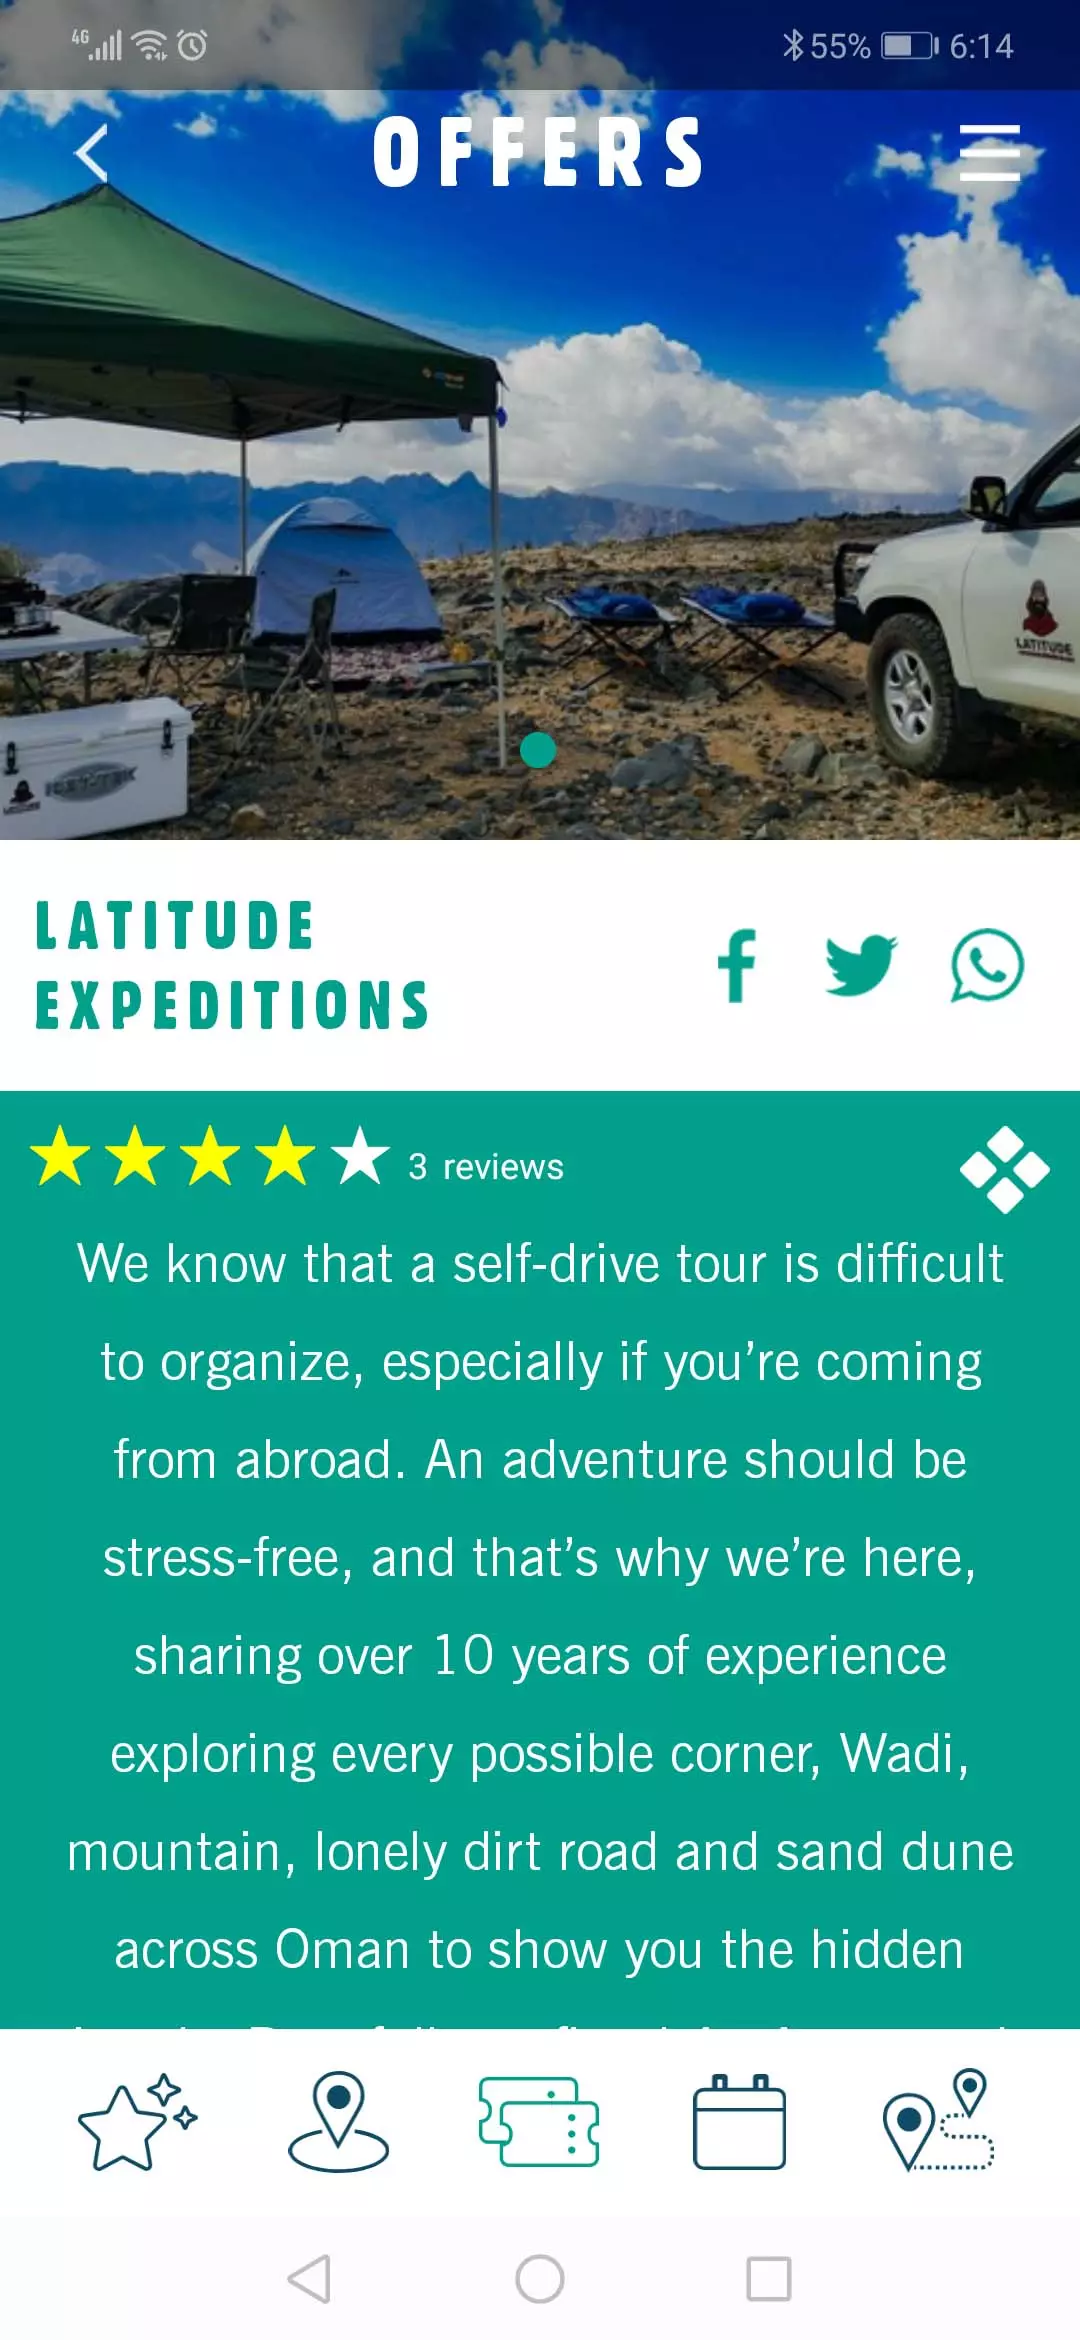 4G 55% 6:14
OFFERS
LATITUDE
ICEY-TEK
LATITUDE
EXPEDITIONS
3 reviews
We know that a self-drive tour is difficult
to organize, especially if you’re coming
from abroad. An adventure should be
stress-free, and that’s why we’re here,
sharing over 10 years of experience
exploring every possible corner, Wadi,
mountain, lonely dirt road and sand dune
across Oman to show you the hidden